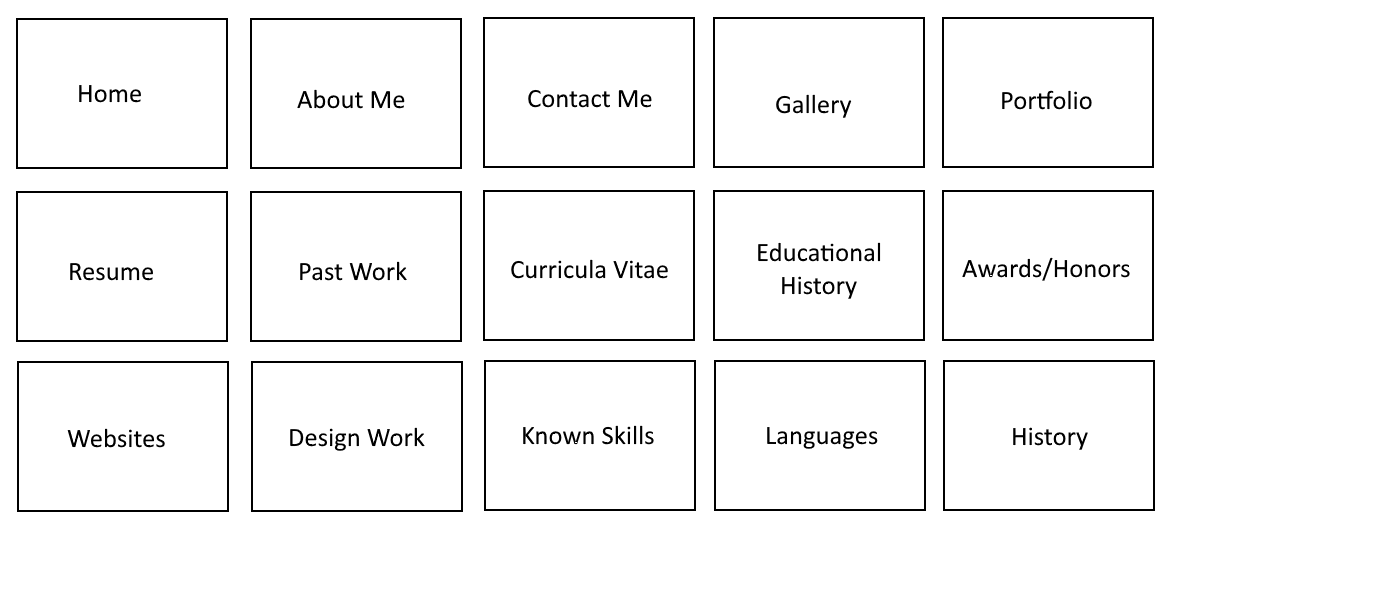 Home
About Me
Contact Me
Gallery
Portfolio
Resume
Past Work
Curricula Vitae
Educational
History
Awards/Honors
Websites
Design Work
Known Skills
Languages
History